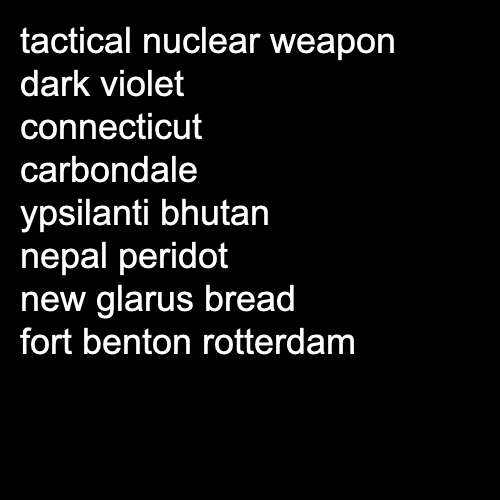 tactical nuclear weapon
dark violet
connecticut
carbondale
ypsilanti bhutan
nepal peridot
new glarus bread
fort benton rotterdam